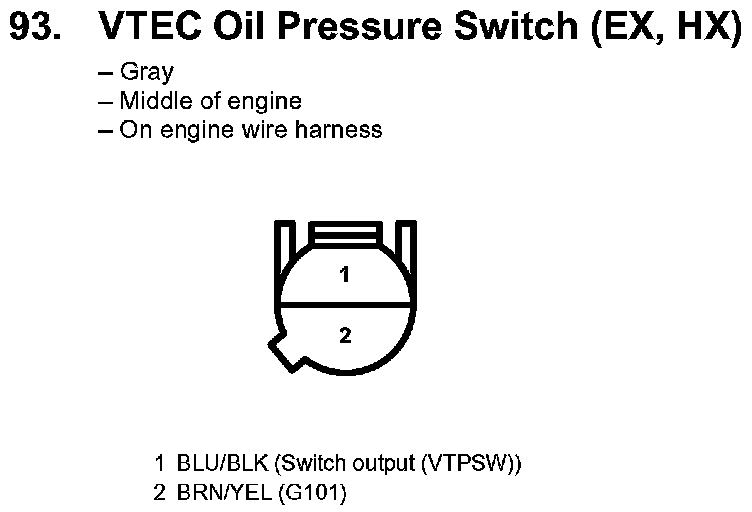 93. VTEC Oil Pressure Switch (EX, HX)
– Gray
– Middle of engine
– On engine wire harness
1
2
1 BLU/BLK (Switch output (VTPSW))
2 BRN/YEL (G101)